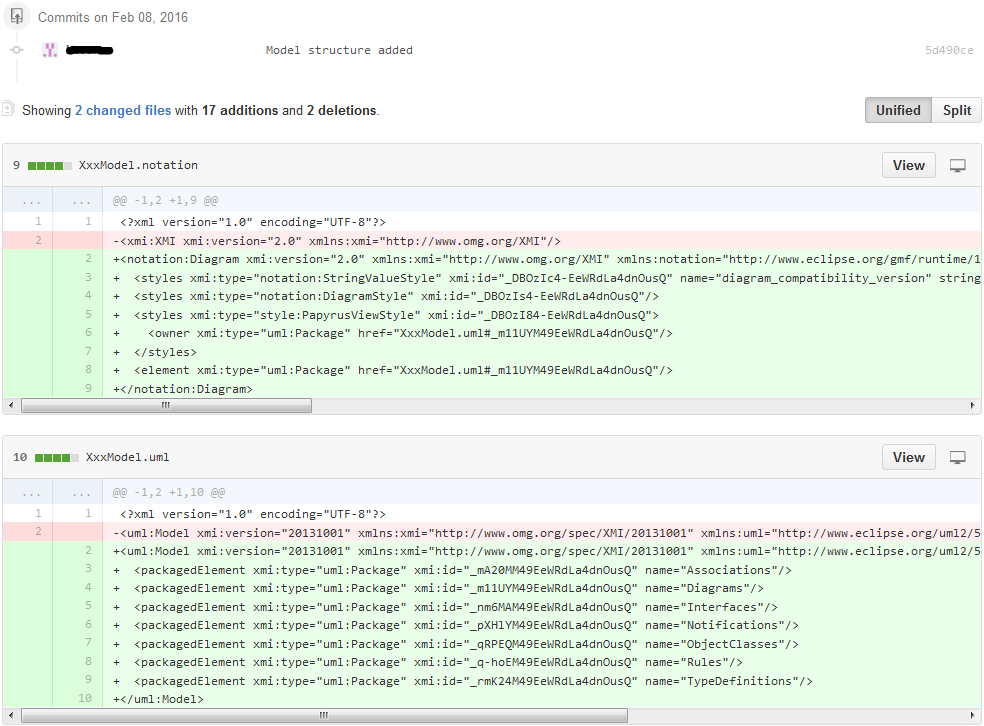 Commits on Feb 08, 2016
Model structure added 5d490ce
Showing 2 changed files with 17 additions and 2 deletions.
Unified Split
9 XxxModel.notation View
... ... @@ -1,2 +1,9 @@
1 1 <?xml version="1.0" encoding="UTF-8"?>
2 -<xmi:XMI xmi:version="2.0" xmlns:xmi="http://www.omg.org/XMI"/>
2 +<notation:Diagram xmi:version="2.0" xmlns:xmi="http://www.omg.org/XMI" xmlns:notation="http://www.eclipse.org/gmf/runtime/1
3 + <styles xmi:type="notation:StringValueStyle" xmi:id="_DBOzIc4-EeWRdLa4dnOusQ" name="diagram_compatibility_version" string
4 + <styles xmi:type="notation:DiagramStyle" xmi:id="_DBOzIs4-EeWRdLa4dnOusQ"/>
5 + <styles xmi:type="style:PapyrusViewStyle" xmi:id="_DBOzI84-EeWRdLa4dnOusQ">
6 + <owner xmi:type="uml:Package" href="XxxModel.uml#_m11UYM49EeWRdLa4dnOusQ"/>
7 + </styles>
8 + <element xmi:type="uml:Package" href="XxxModel.uml#_m11UYM49EeWRdLa4dnOusQ"/>
9 +</notation:Diagram>
10 XxxModel.uml View
... ... @@ -1,2 +1,10 @@
1 1 <?xml version="1.0" encoding="UTF-8"?>
2 -<uml:Model xmi:version="20131001" xmlns:xmi="http://www.omg.org/spec/XMI/20131001" xmlns:uml="http://www.eclipse.org/uml2/5
2 +<uml:Model xmi:version="20131001" xmlns:xmi="http://www.omg.org/spec/XMI/20131001" xmlns:uml="http://www.eclipse.org/uml2/5
3 + <packagedElement xmi:type="uml:Package" xmi:id="_mA20MM49EeWRdLa4dnOusQ" name="Associations"/>
4 + <packagedElement xmi:type="uml:Package" xmi:id="_m11UYM49EeWRdLa4dnOusQ" name="Diagrams"/>
5 + <packagedElement xmi:type="uml:Package" xmi:id="_nm6MAM49EeWRdLa4dnOusQ" name="Interfaces"/>
6 + <packagedElement xmi:type="uml:Package" xmi:id="_pXHlYM49EeWRdLa4dnOusQ" name="Notifications"/>
7 + <packagedElement xmi:type="uml:Package" xmi:id="_qRPEQM49EeWRdLa4dnOusQ" name="ObjectClasses"/>
8 + <packagedElement xmi:type="uml:Package" xmi:id="_q-hoEM49EeWRdLa4dnOusQ" name="Rules"/>
9 + <packagedElement xmi:type="uml:Package" xmi:id="_rmK24M49EeWRdLa4dnOusQ" name="TypeDefinitions"/>
10 +</uml:Model>